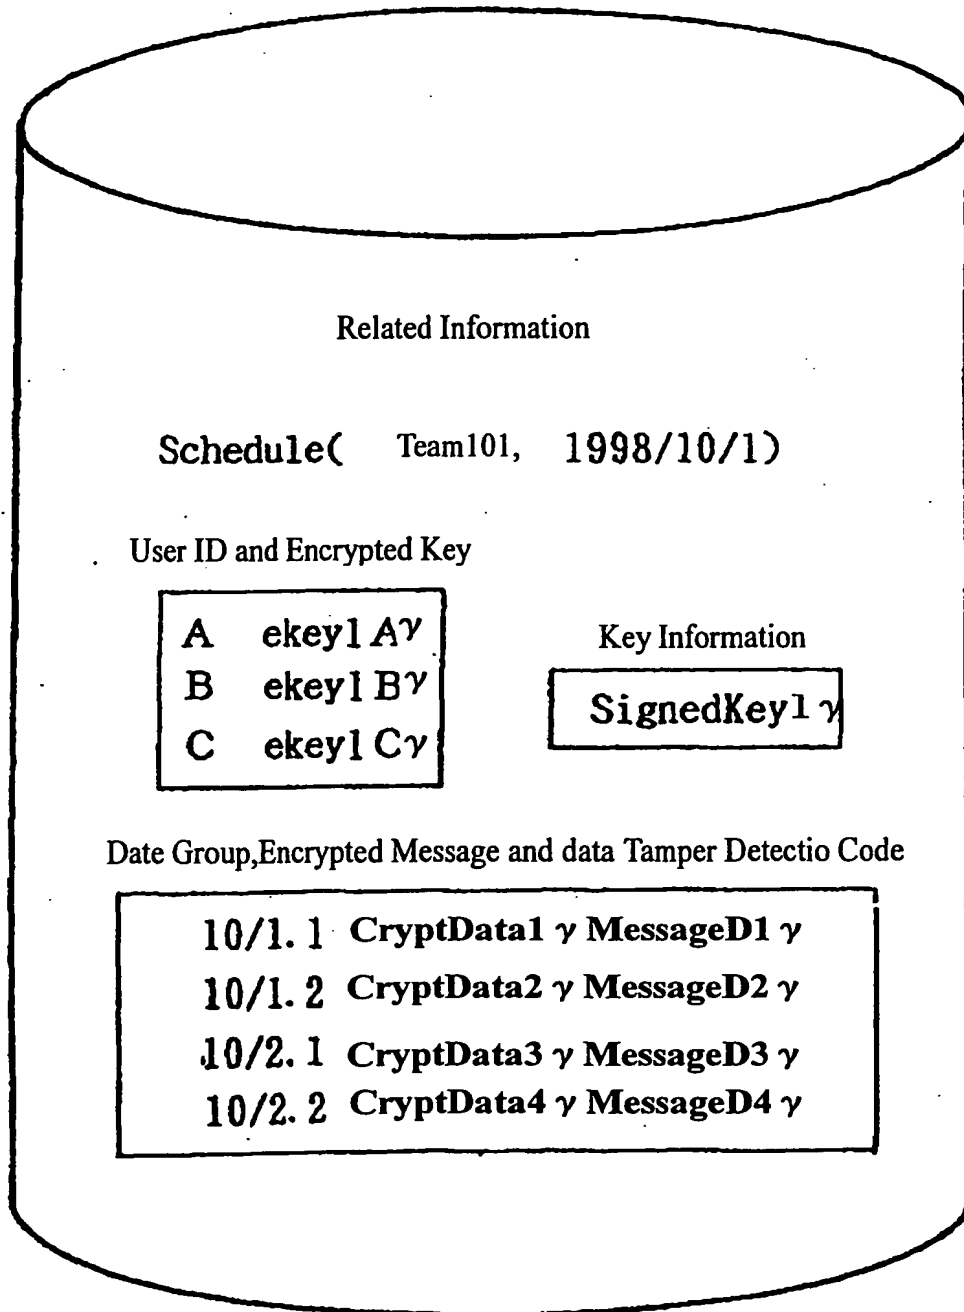 Related Information
Schedule( Team101, 1998/10/1)
User ID and Encrypted Key
A ekey1 Aγ
B ekey1 Bγ
C ekey1 Cγ
Key Information
SignedKey1 γ
Date Group,Encrypted Message and data Tamper Detectio Code
10/1. 1 CryptData1 γ MessageD1 γ
10/1. 2 CryptData2 γ MessageD2 γ
10/2. 1 CryptData3 γ MessageD3 γ
10/2. 2 CryptData4 γ MessageD4 γ